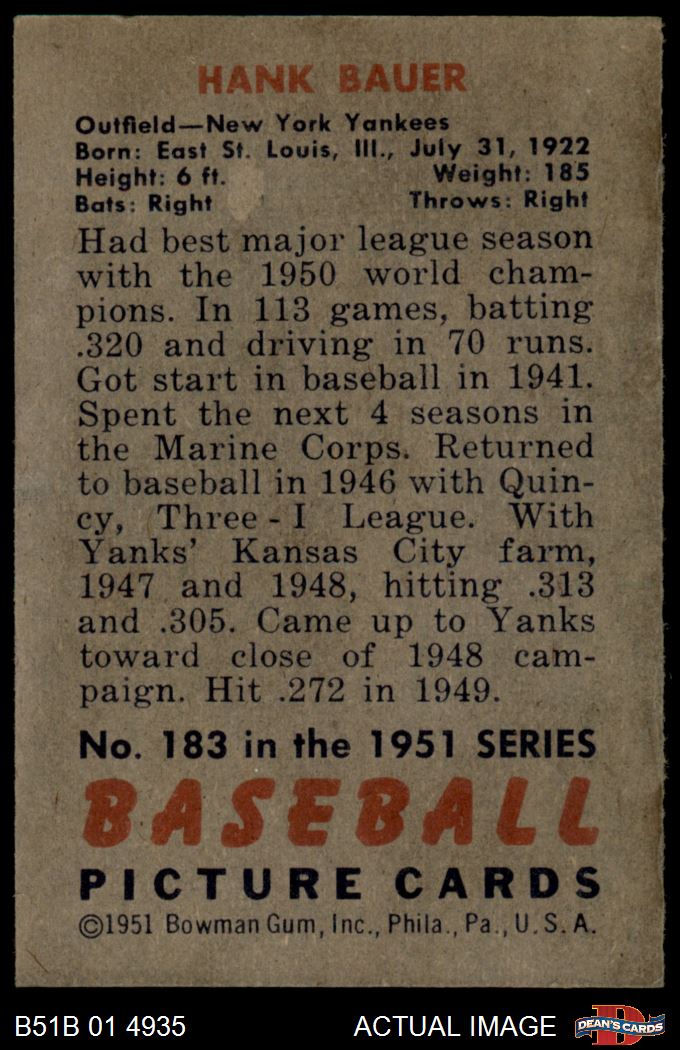 HANK BAUER
Outfield—New York Yankees
Born: East St. Louis, Ill., July 31, 1922
Height: 6 ft. Weight: 185
Bats: Right Throws: Right
Had best major league season
with the 1950 world cham-
pions. In 113 games, batting
.320 and driving in 70 runs.
Got start in baseball in 1941.
Spent the next 4 seasons in
the Marine Corps. Returned
to baseball in 1946 with Quin-
cy, Three - I League. With
Yanks' Kansas City farm,
1947 and 1948, hitting .313
and .305. Came up to Yanks
toward close of 1948 cam-
paign. Hit .272 in 1949.
No. 183 in the 1951 SERIES
BASEBALL
PICTURE CARDS
©1951 Bowman Gum, Inc., Phila., Pa., U.S.A.
B51B 01 4935 ACTUAL IMAGE D DEAN'S CARDS